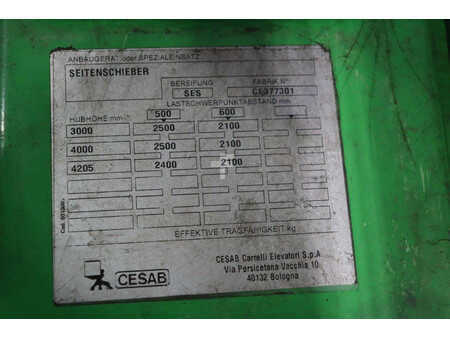 ANBAUGERÄT oder SPEZIALEINSATZ
SEITENSCHIEBER
BEREIFUNG FABRIK N°
SES CE377301
LASTSCHWERPUNKTABSTAND mm
HUBHÖHE mm 500 600
3000 2500 2100
4000 2500 2100
4205 2400 2100
EFFEKTIVE TRAGFÄHIGKEIT kg
CESAB
CESAB Carrelli Elevatori S.p.A
Via Persicetana Vecchia 10
40132 Bologna